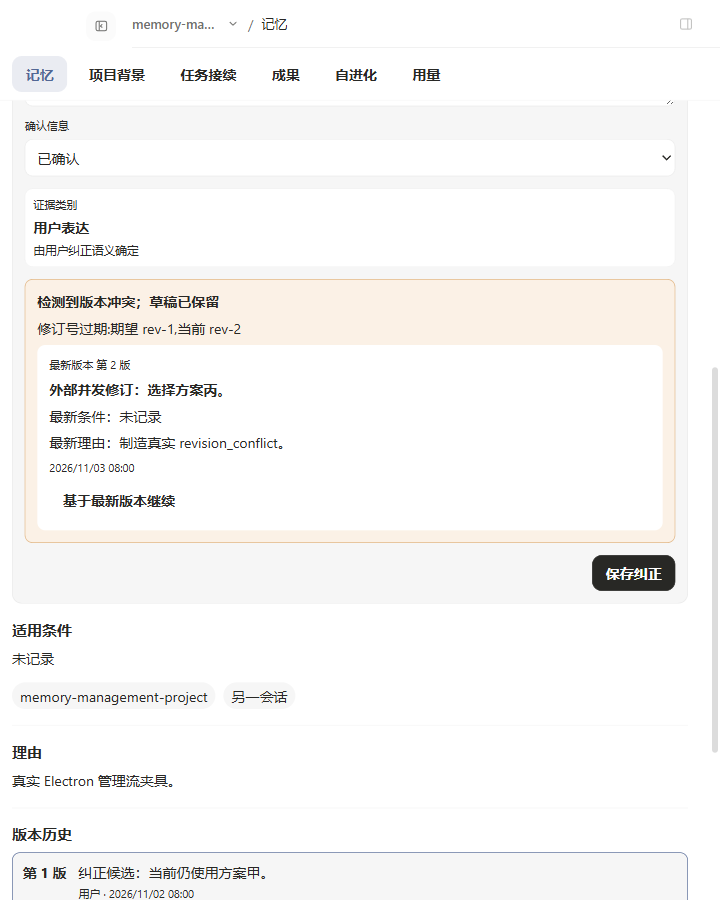 memory-ma... / 记忆
记忆 项目背景 任务接续 成果 自进化 用量
确认信息
已确认
证据类别
用户表达
由用户纠正语义确定
检测到版本冲突；草稿已保留
修订号过期:期望 rev-1,当前 rev-2
最新版本 第 2 版
外部并发修订：选择方案丙。
最新条件：未记录
最新理由：制造真实 revision_conflict。
2026/11/03 08:00
基于最新版本继续
保存纠正
适用条件
未记录
memory-management-project 另一会话
理由
真实 Electron 管理流夹具。
版本历史
第 1 版 纠正候选：当前仍使用方案甲。
用户 · 2026/11/02 08:00